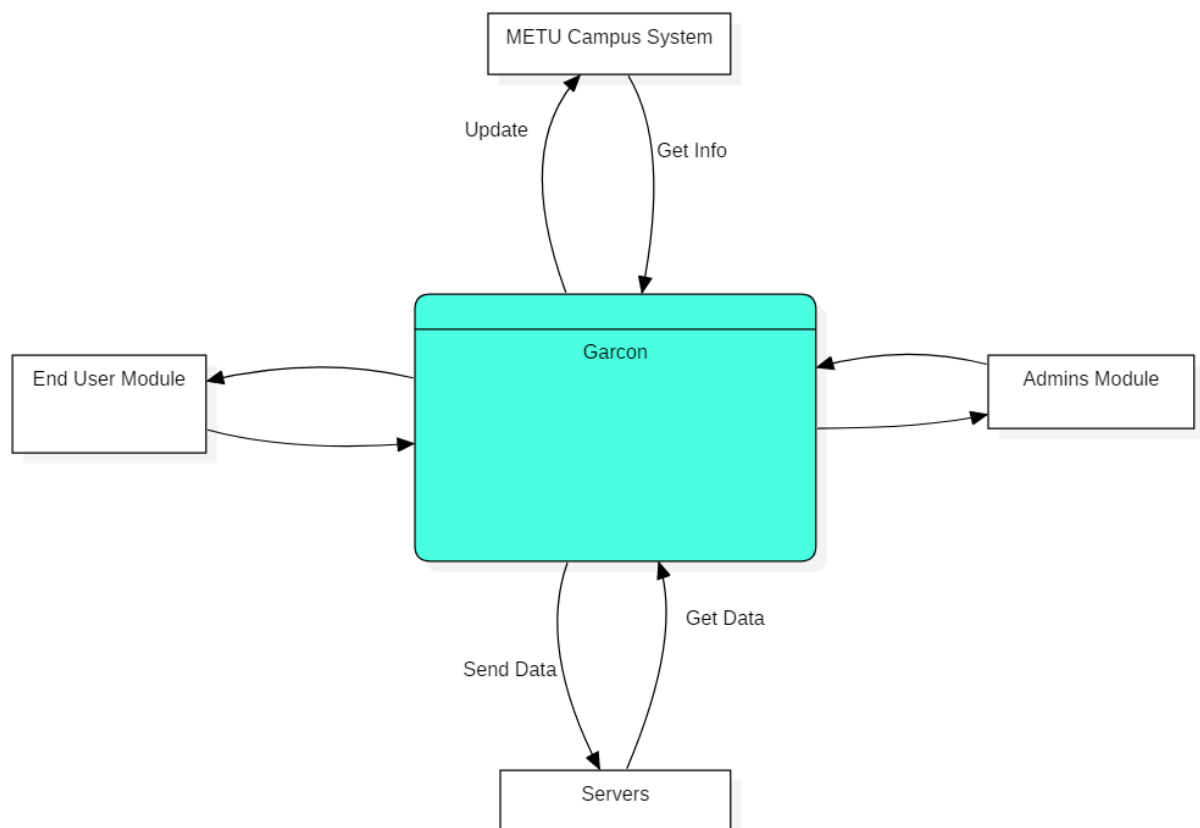 METU Campus System
Update
Get Info
Garcon
End User Module
Admins Module
Get Data
Send Data
Servers